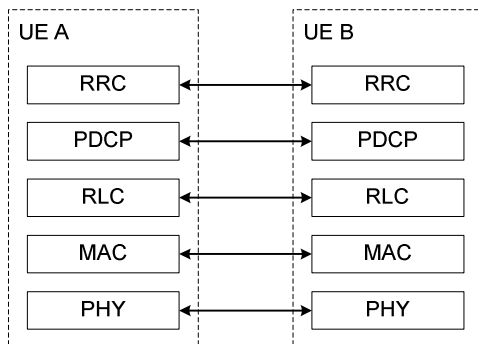 UE A UE B
RRC RRC
PDCP PDCP
RLC RLC
MAC MAC
PHY PHY